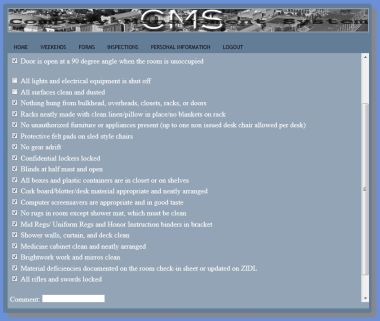 CMS
HOME WEEKENDS FORMS INSPECTIONS PERSONAL INFORMATION LOGOUT
Door is open at a 90 degree angle when the room is unoccupied
All lights and electrical equipment is shut off
All surfaces clean and dusted
Nothing hung from bulkhead, overheads, closets, racks, or doors
Racks neatly made with clean linen/pillow in place/no blankets on rack
No unauthorized furniture or appliances present (up to one non issued desk chair allowed per desk)
Protective felt pads on sled style chairs
No gear adrift
Confidential lockers locked
Blinds at half mast and open
All boxes and plastic containers are in closet or on shelves
Cork board/blotter/desk material appropriate and neatly arranged
Computer screensavers are appropriate and in good taste
No rugs in room except shower mat, which must be clean
Mid Regs/ Uniform Regs and Honor Instruction binders in bracket
Shower walls, curtain, and deck clean
Medicine cabinet clean and neatly arranged
Brightwork work and mirros clean
Material deficiencies documented on the room check-in sheet or updated on ZIDL
All rifles and swords locked
Comment: